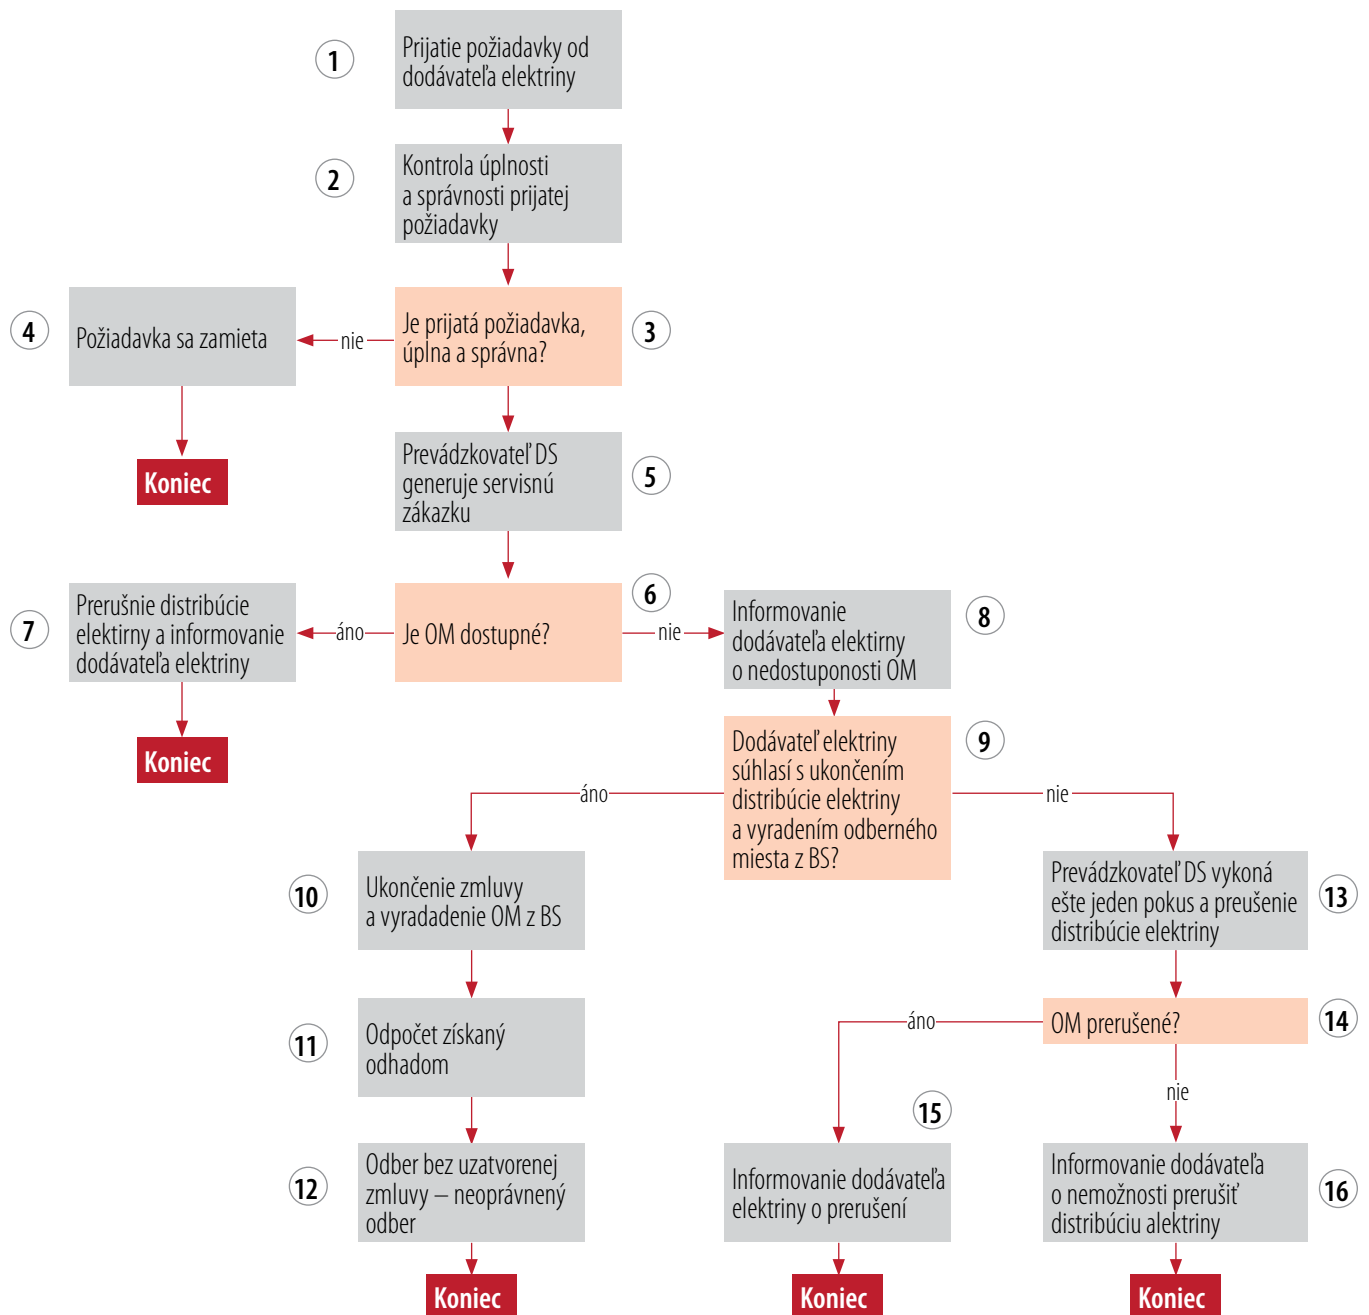 1
Prijatie požiadavky od
dodávateľa elektriny
2
Kontrola úplnosti
a správnosti prijatej
požiadavky
4
Požiadavka sa zamieta
nie
Je prijatá požiadavka,
úplna a správna?
3
Koniec
Prevádzkovateľ DS
generuje servisnú
zákazku
5
7
Prerušnie distribúcie
elektirny a informovanie
dodávateľa elektriny
áno
Je OM dostupné?
6
nie
Informovanie
dodávateľa elektirny
o nedostuponosti OM
8
Koniec
Dodávateľ elektriny
súhlasí s ukončením
distribúcie elektriny
a vyradením odberného
miesta z BS?
9
áno
nie
10
Ukončenie zmluvy
a vyradadenie OM z BS
Prevádzkovateľ DS vykoná
ešte jeden pokus a preušenie
distribúcie elektriny
13
11
Odpočet získaný
odhadom
áno
OM prerušené?
14
nie
15
12
Odber bez uzatvorenej
zmluvy – neoprávnený
odber
Informovanie dodávateľa
elektriny o prerušení
Informovanie dodávateľa
o nemožnosti prerušiť
distribúciu alektriny
16
Koniec
Koniec
Koniec